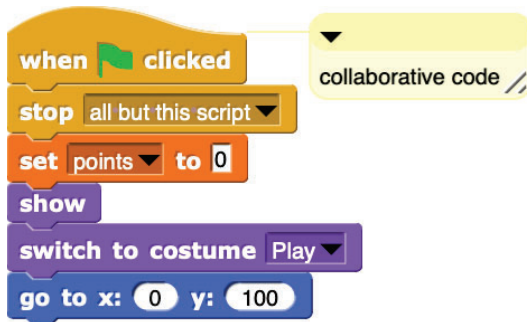 when clicked
collaborative code
stop all but this script
set points to 0
show
switch to costume Play
go to x: 0 y: 100